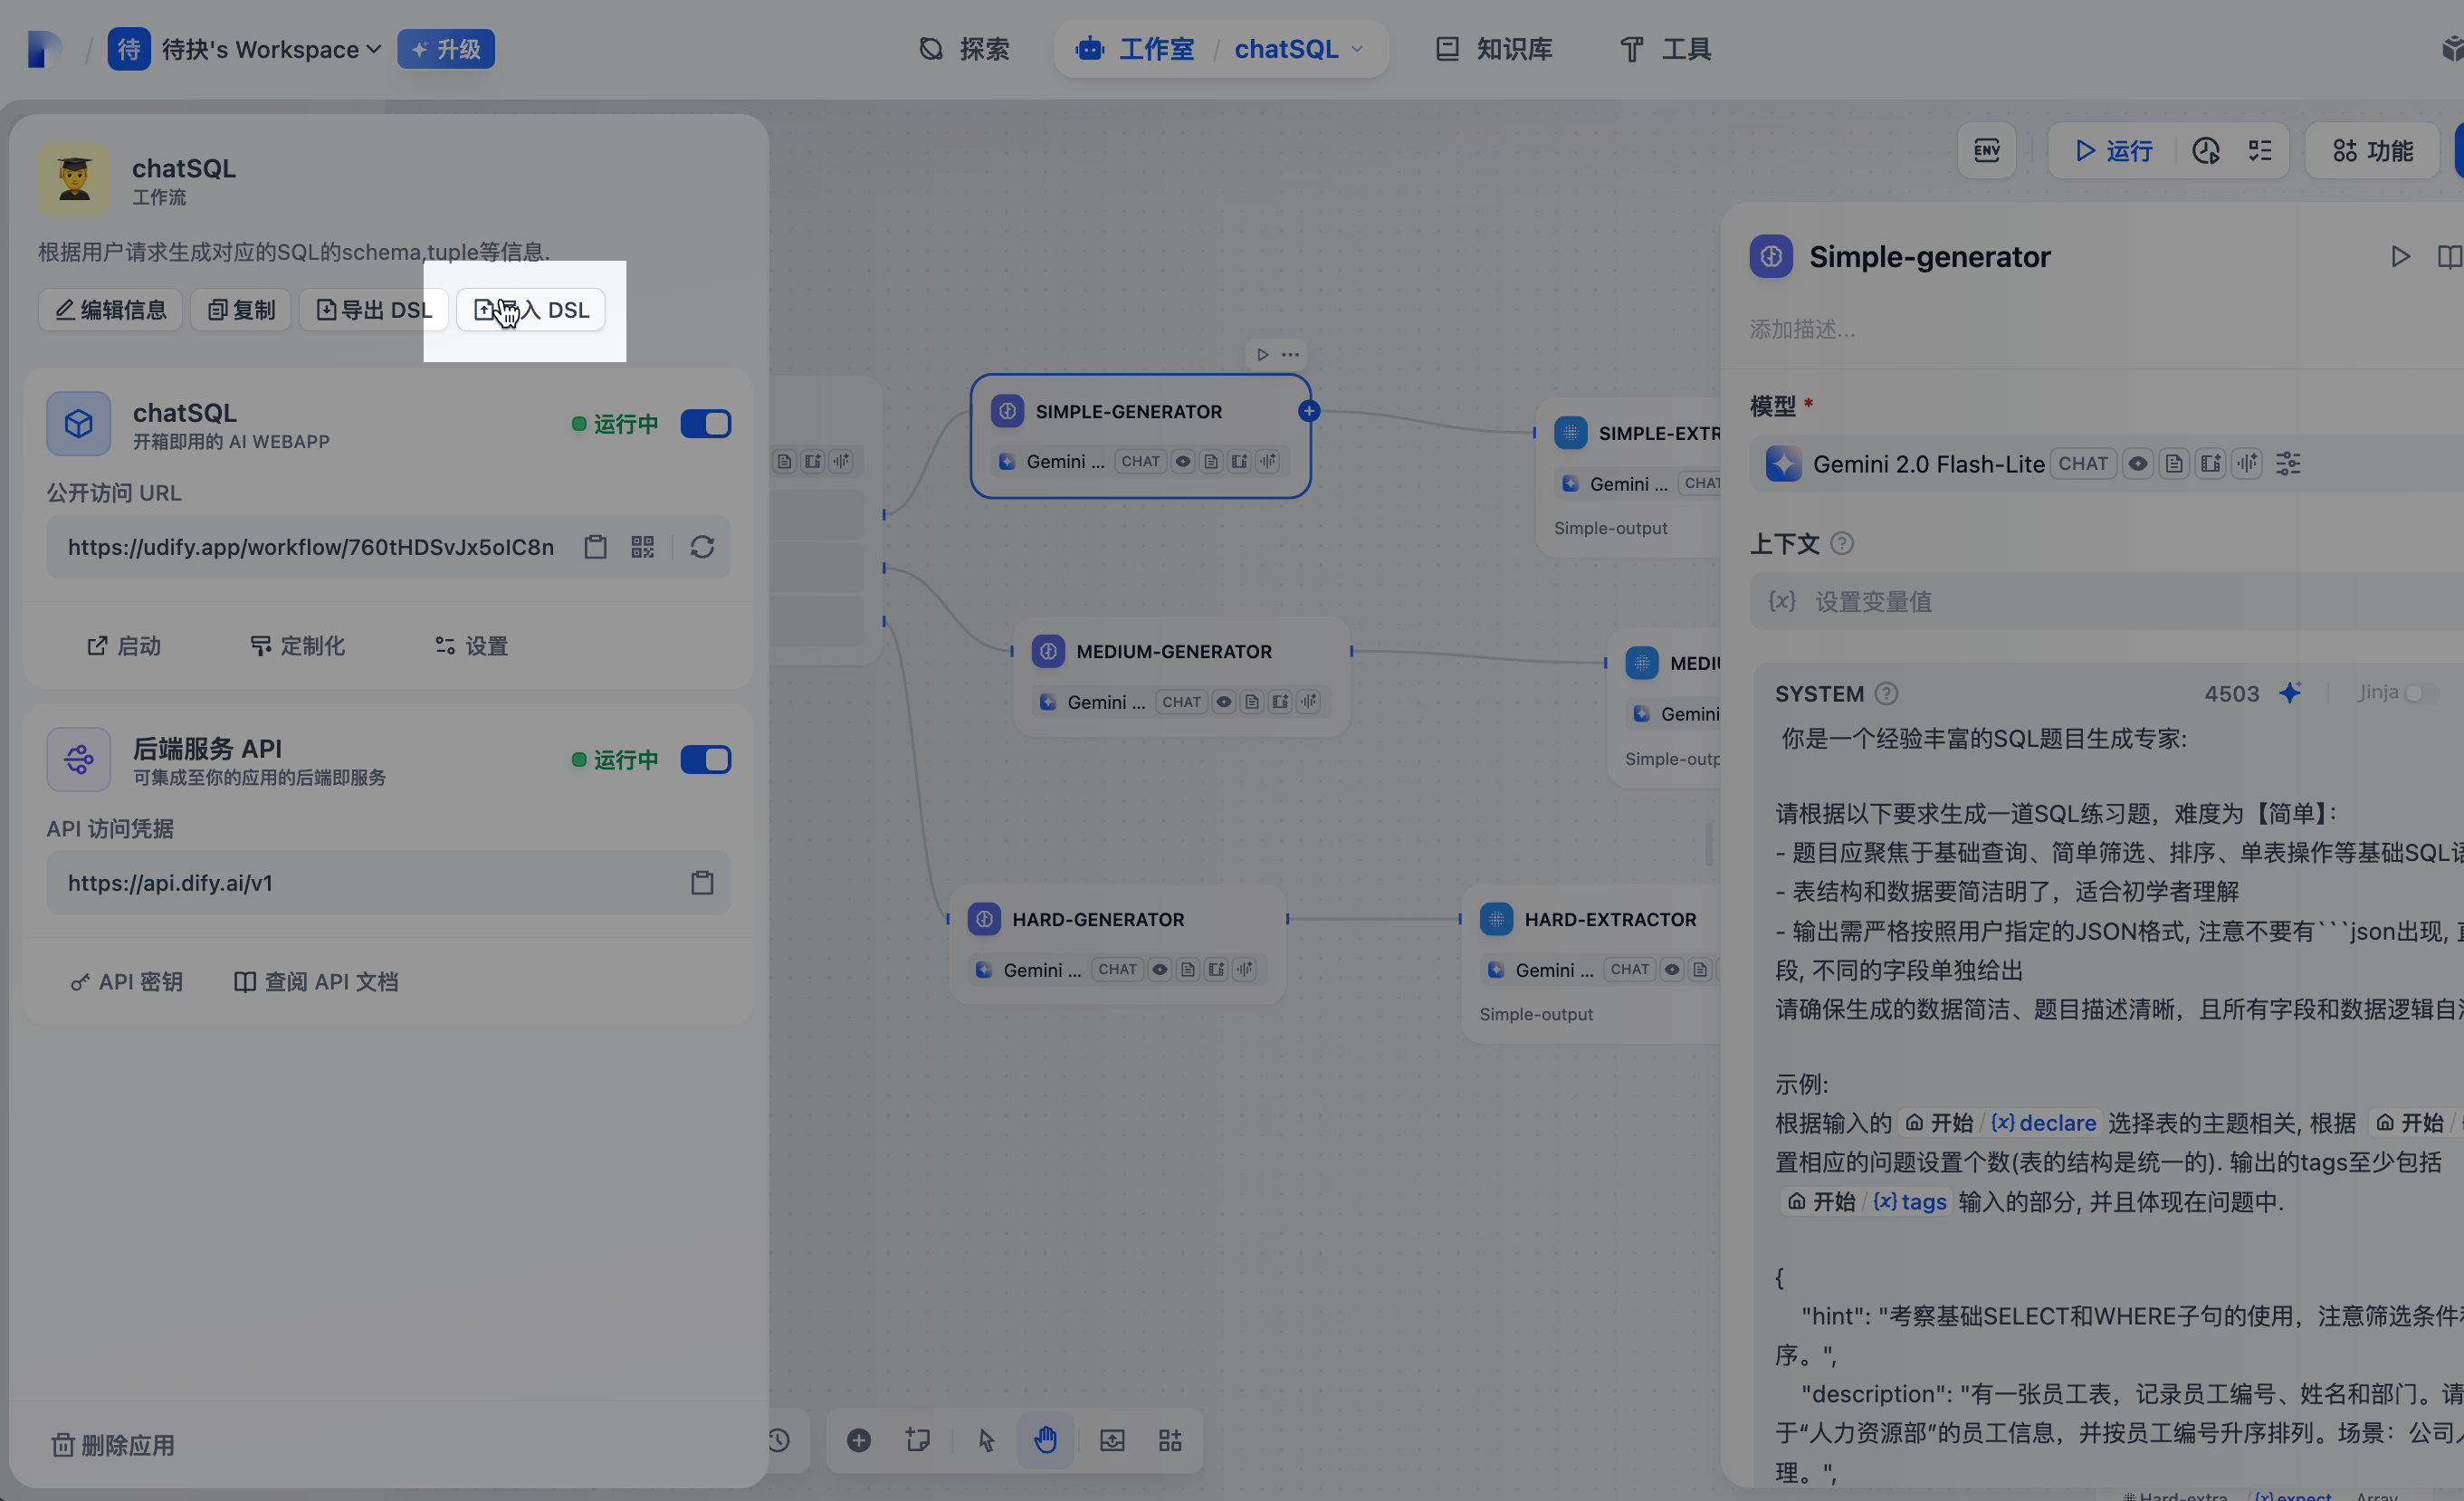 待 待抉's Workspace
升级
探索
工作室 / chatSQL
知识库
工具
chatSQL
工作流
根据用户请求生成对应的SQL的schema,tuple等信息.
编辑信息
复制
导出 DSL
入 DSL
chatSQL
开箱即用的 AI WEBAPP
运行中
公开访问 URL
https://udify.app/workflow/760tHDSvJx5oIC8n
启动
定制化
设置
后端服务 API
可集成至你的应用的后端即服务
运行中
API 访问凭据
https://api.dify.ai/v1
API 密钥
查阅 API 文档
删除应用
SIMPLE-GENERATOR
Gemini ... CHAT
SIMPLE-EXTR
Gemini ... CHAT
Simple-output
MEDIUM-GENERATOR
Gemini ... CHAT
MEDIU
Gemini
Simple-outp
HARD-GENERATOR
Gemini ... CHAT
HARD-EXTRACTOR
Gemini ... CHAT
Simple-output
ENV
运行
功能
Simple-generator
添加描述...
模型 *
Gemini 2.0 Flash-Lite CHAT
上下文
{x} 设置变量值
SYSTEM
4503
Jinja
你是一个经验丰富的SQL题目生成专家:
请根据以下要求生成一道SQL练习题，难度为【简单】：
- 题目应聚焦于基础查询、简单筛选、排序、单表操作等基础SQL语
- 表结构和数据要简洁明了，适合初学者理解
- 输出需严格按照用户指定的JSON格式, 注意不要有```json出现,
段, 不同的字段单独给出
请确保生成的数据简洁、题目描述清晰，且所有字段和数据逻辑自洽
示例:
根据输入的 开始 / {x} declare 选择表的主题相关, 根据 开始 /
置相应的问题设置个数(表的结构是统一的). 输出的tags至少包括
开始 / {x} tags 输入的部分, 并且体现在问题中.
{
"hint": "考察基础SELECT和WHERE子句的使用，注意筛选条件和
序。",
"description": "有一张员工表，记录员工编号、姓名和部门。请
于“人力资源部”的员工信息，并按员工编号升序排列。场景：公司人
理。",
Hard-extra... / {x} expect Array